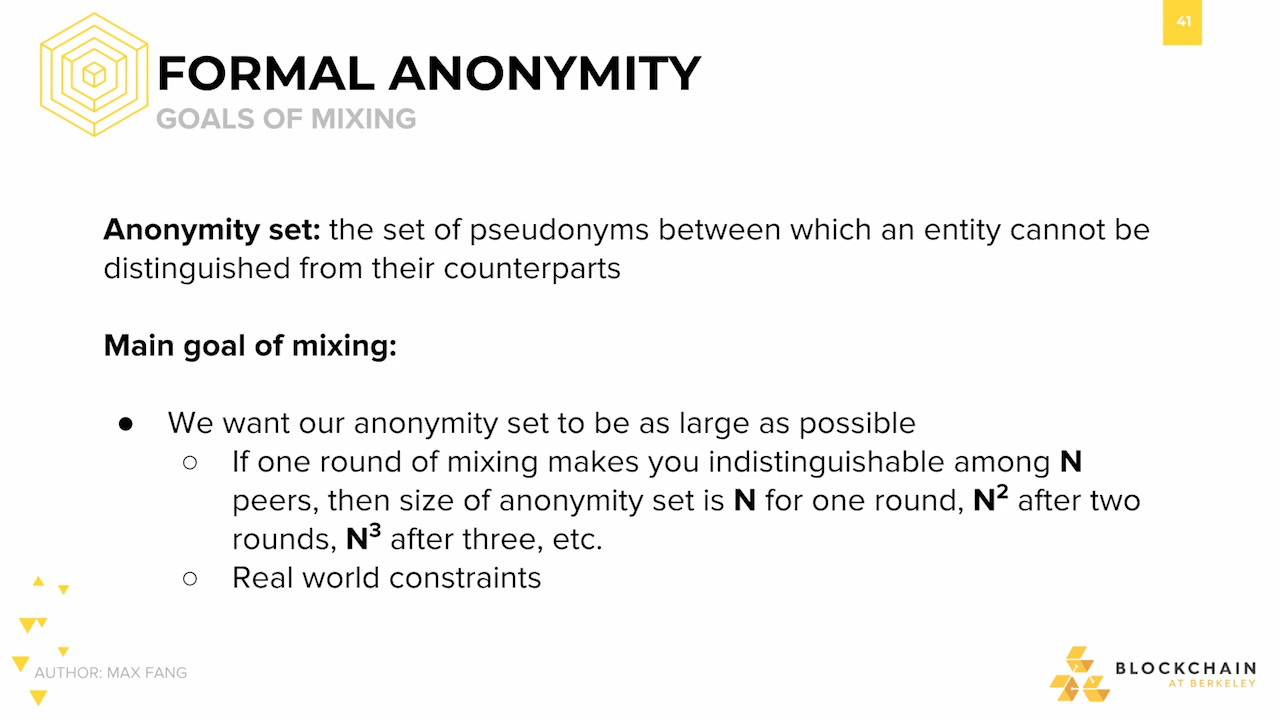 41
FORMAL ANONYMITY
GOALS OF MIXING
Anonymity set: the set of pseudonyms between which an entity cannot be
distinguished from their counterparts
Main goal of mixing:
● We want our anonymity set to be as large as possible
○ If one round of mixing makes you indistinguishable among N
peers, then size of anonymity set is N for one round, N² after two
rounds, N³ after three, etc.
○ Real world constraints
AUTHOR: MAX FANG
BLOCKCHAIN
AT BERKELEY